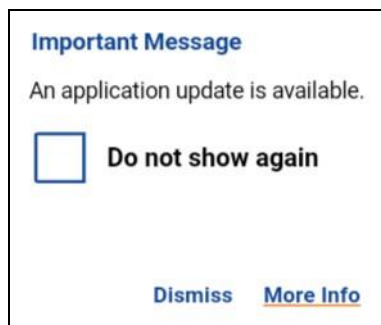 Important Message
An application update is available.
Do not show again
Dismiss More Info